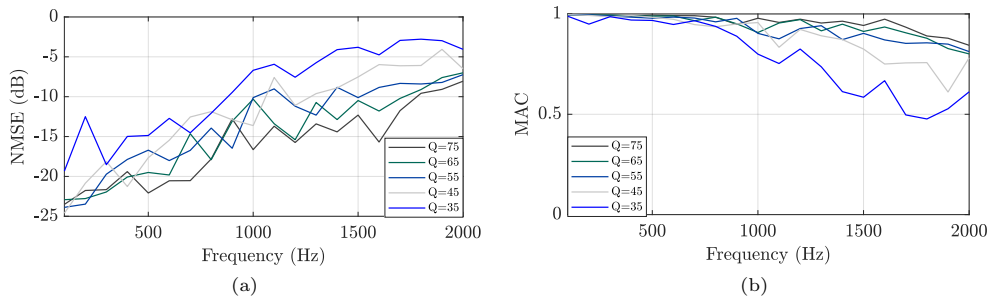 0
-5
-10
-15
-20
-25
NMSE (dB)
500
1000
1500
2000
Frequency (Hz)
Q=75
Q=65
Q=55
Q=45
Q=35
(a)
1
0.5
0
MAC
500
1000
1500
2000
Frequency (Hz)
Q=75
Q=65
Q=55
Q=45
Q=35
(b)